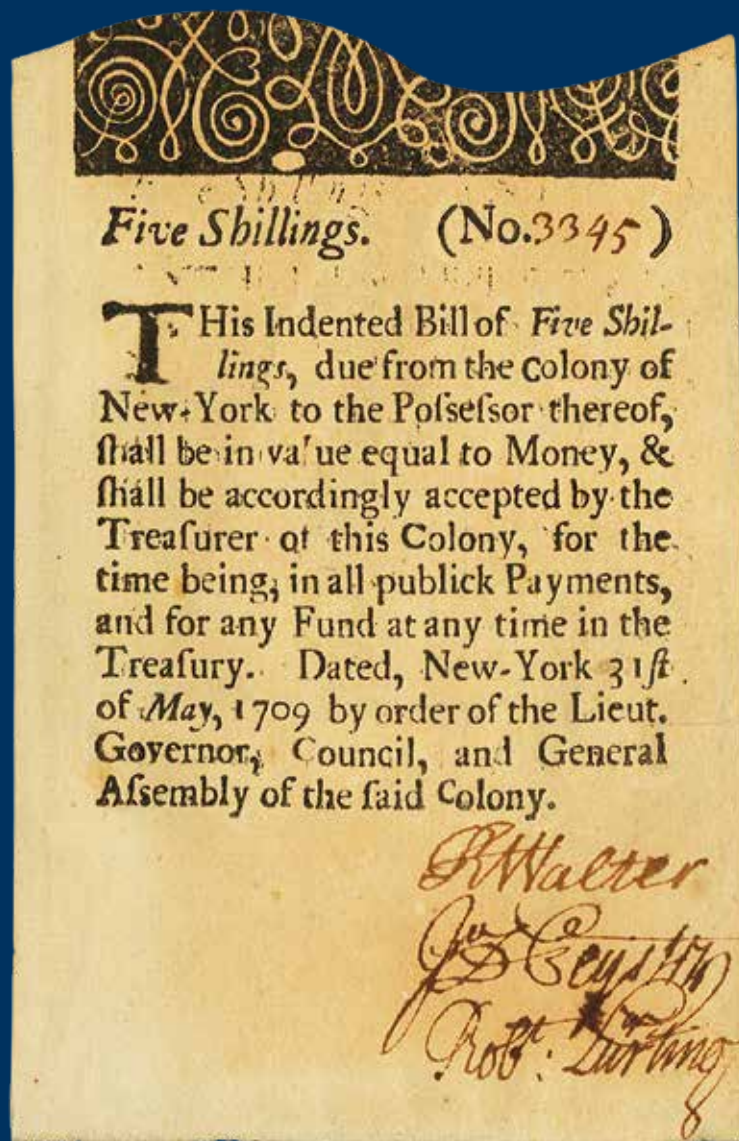 Five Shillings. (No.3345)
THis Indented Bill of Five Shil-
lings, due from the Colony of
New-York to the Poſseſsor thereof,
ſhall be in value equal to Money, &
ſhall be accordingly accepted by the
Treaſurer of this Colony, for the
time being, in all publick Payments,
and for any Fund at any time in the
Treaſury. Dated, New-York 31ſt
of May, 1709 by order of the Lieut.
Governor, Council, and General
Aſsembly of the ſaid Colony.
R Walter
Robt: Lurting